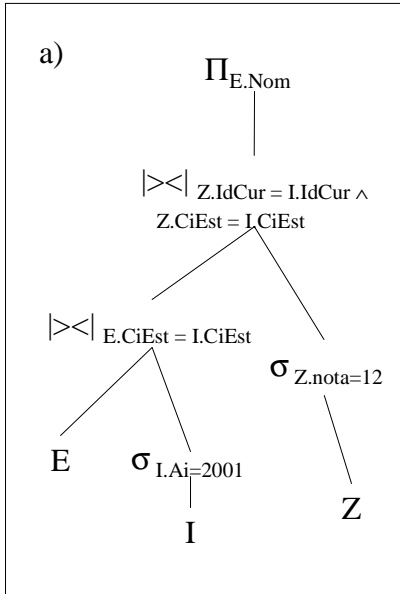 a)
Π E.Nom
|><| Z.IdCur = I.IdCur ∧
Z.CiEst = I.CiEst
|><| E.CiEst = I.CiEst
σ Z.nota=12
E
σ I.Ai=2001
Z
I